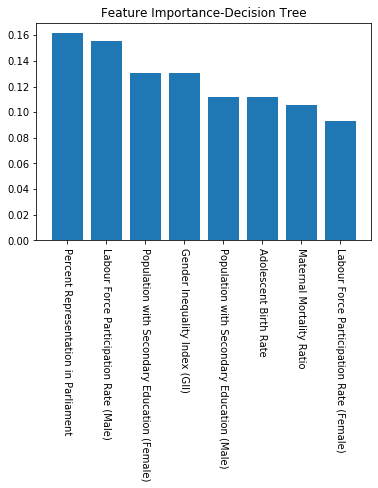 Feature Importance-Decision Tree
0.16
0.14
0.12
0.10
0.08
0.06
0.04
0.02
0.00
Percent Representation in Parliament
Labour Force Participation Rate (Male)
Population with Secondary Education (Female)
Gender Inequality Index (GII)
Population with Secondary Education (Male)
Adolescent Birth Rate
Maternal Mortality Ratio
Labour Force Participation Rate (Female)